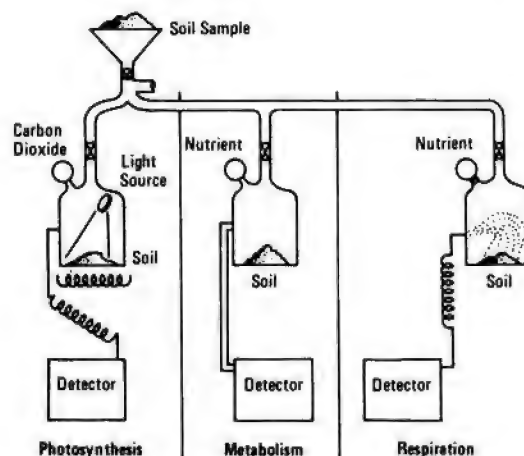 Soil Sample
Carbon
Dioxide
Light
Source
Soil
Detector
Photosynthesis
Nutrient
Soil
Detector
Metabolism
Nutrient
Soil
Detector
Respiration